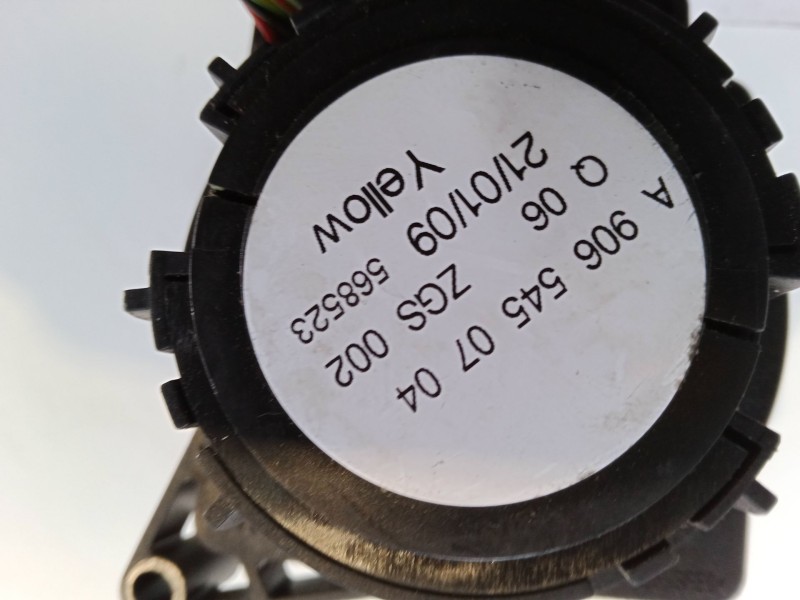 A 906 545 07 04
Q 06 ZGS 002
21/01/09 568523
Yellow